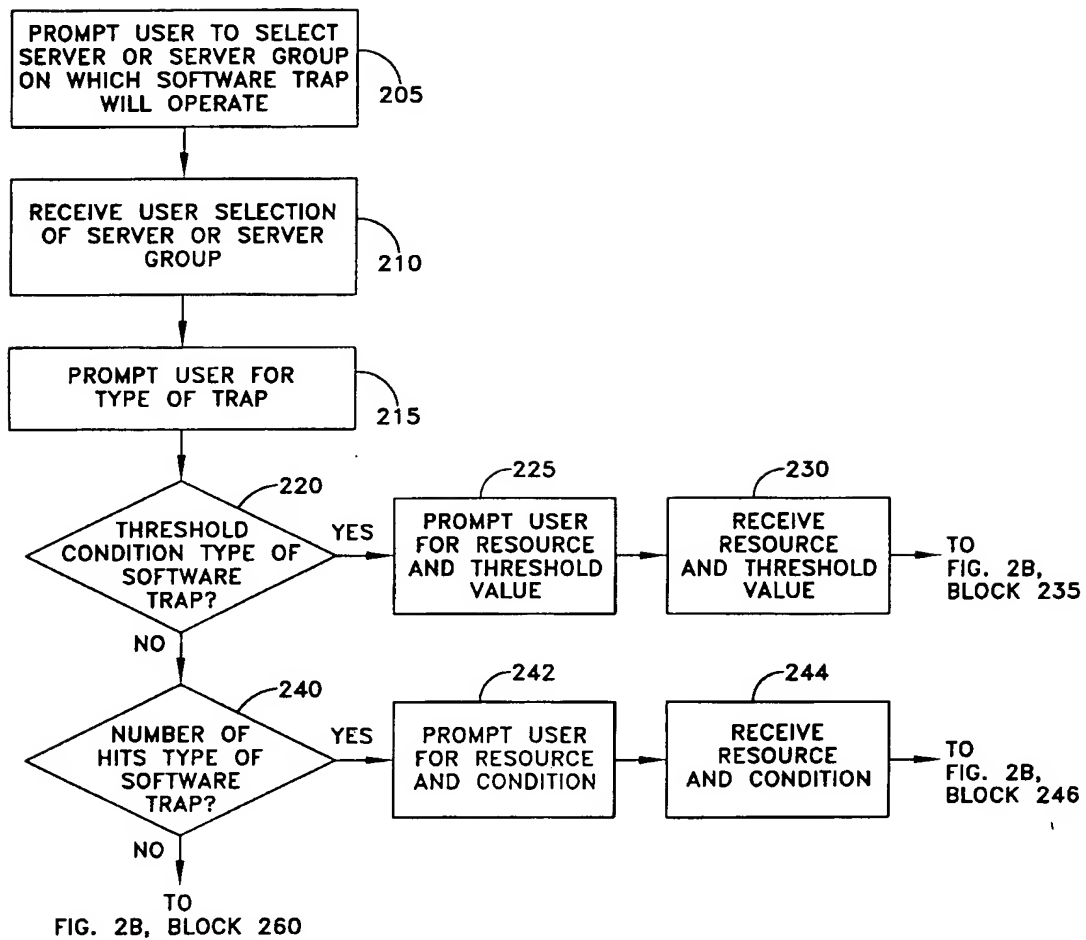 PROMPT USER TO SELECT
SERVER OR SERVER GROUP
ON WHICH SOFTWARE TRAP
WILL OPERATE
205
RECEIVE USER SELECTION
OF SERVER OR SERVER
GROUP
210
PROMPT USER FOR
TYPE OF TRAP
215
220
THRESHOLD
CONDITION TYPE OF
SOFTWARE
TRAP?
YES
NO
225
PROMPT USER
FOR RESOURCE
AND THRESHOLD
VALUE
230
RECEIVE
RESOURCE
AND THRESHOLD
VALUE
TO
FIG. 2B,
BLOCK 235
240
NUMBER OF
HITS TYPE OF
SOFTWARE
TRAP?
YES
NO
242
PROMPT USER
FOR RESOURCE
AND CONDITION
244
RECEIVE
RESOURCE
AND CONDITION
TO
FIG. 2B,
BLOCK 246
TO
FIG. 2B, BLOCK 260